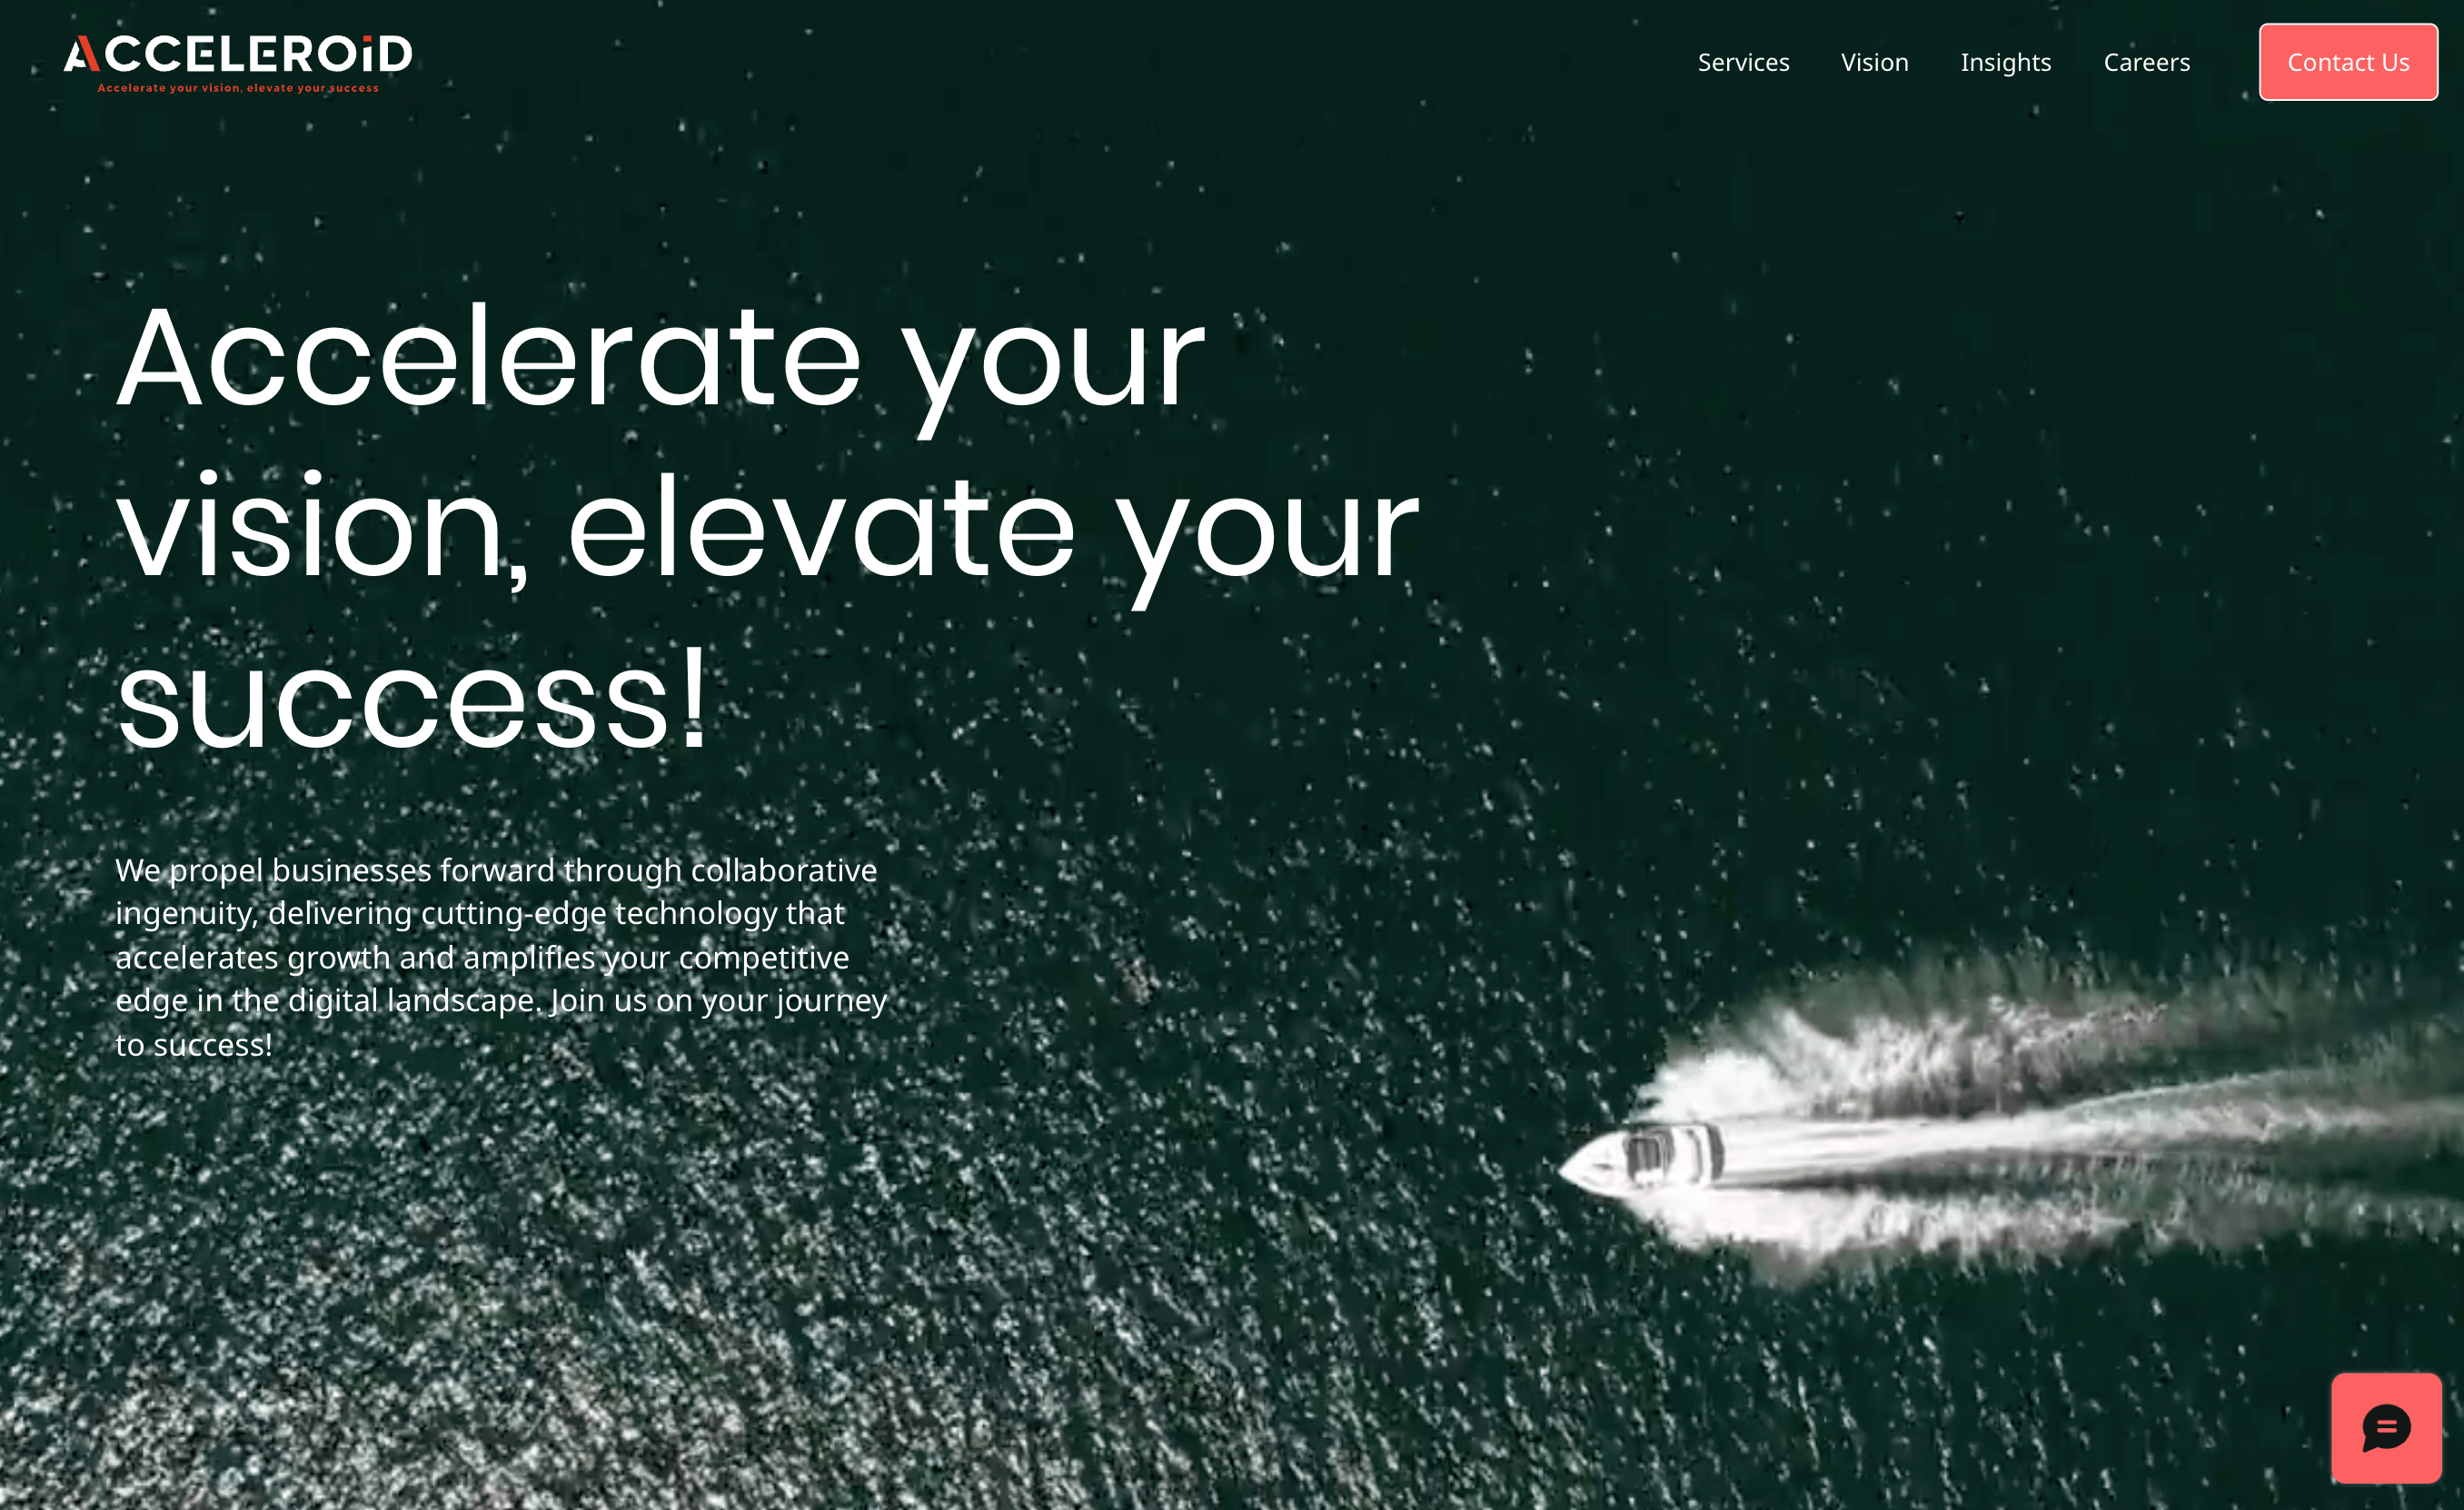 ACCELEROiD
Accelerate your vision, elevate your success
Services
Vision
Insights
Careers
Contact Us
Accelerate your
vision, elevate your
success!
We propel businesses forward through collaborative
ingenuity, delivering cutting-edge technology that
accelerates growth and amplifies your competitive
edge in the digital landscape. Join us on your journey
to success!